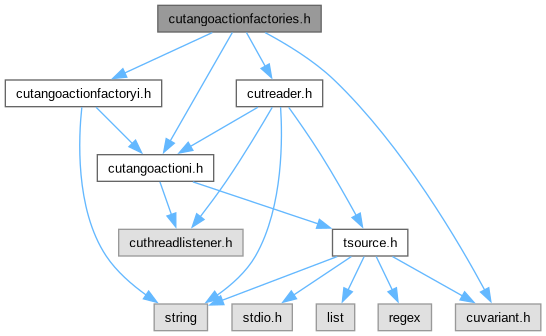 cutangoactionfactories.h
cutangoactionfactoryi.h
cutreader.h
cutangoactioni.h
cuthreadlistener.h
tsource.h
string
stdio.h
list
regex
cuvariant.h